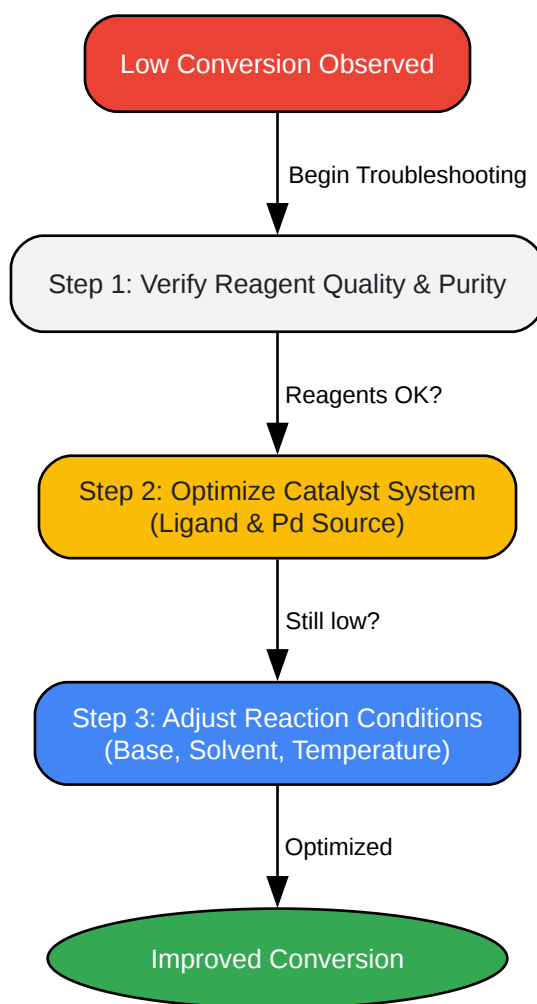 Low Conversion Observed
Begin Troubleshooting
Step 1: Verify Reagent Quality & Purity
Reagents OK?
Step 2: Optimize Catalyst System
(Ligand & Pd Source)
Still low?
Step 3: Adjust Reaction Conditions
(Base, Solvent, Temperature)
Optimized
Improved Conversion